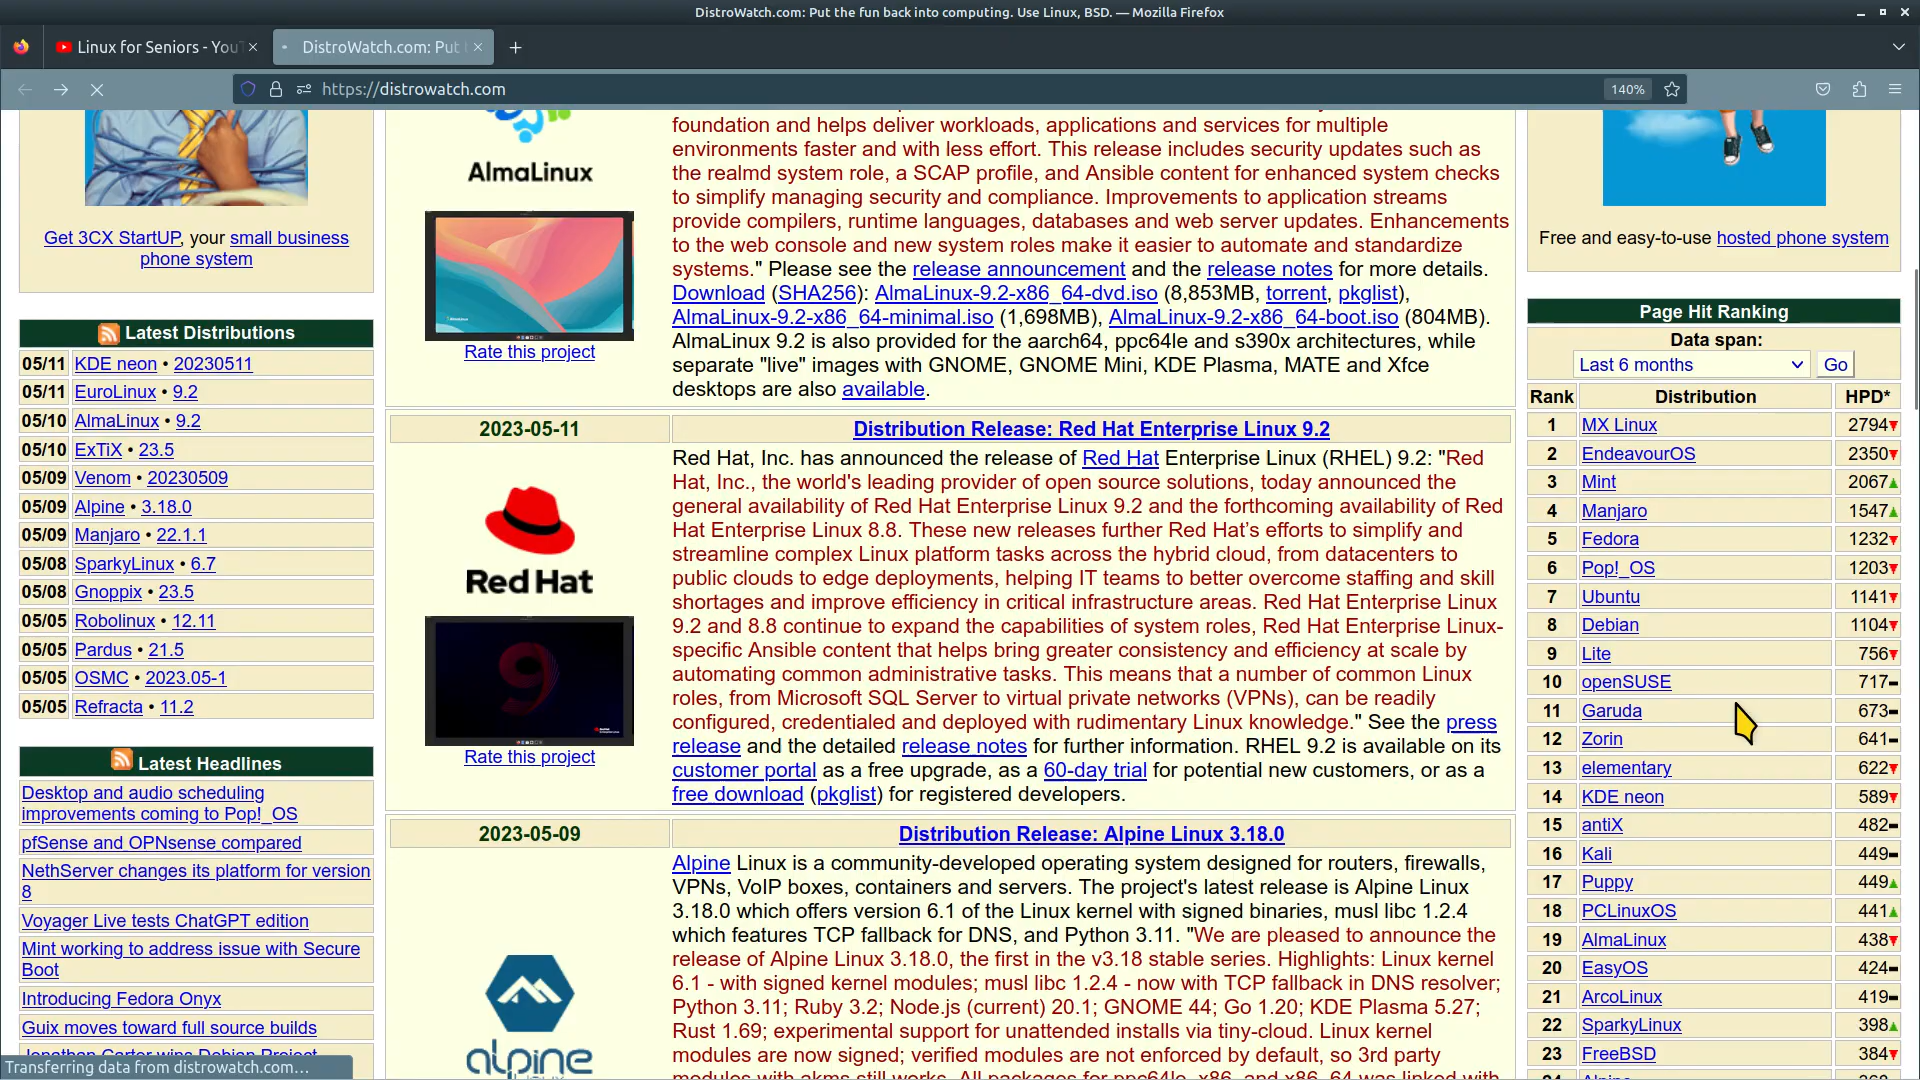 DistroWatch.com: Put the fun back into computing. Use Linux, BSD. — Mozilla Firefox
Linux for Seniors - You
DistroWatch.com: Put
https://distrowatch.com
140%
Get 3CX StartUP, your small business
phone system
Latest Distributions
05/11 KDE neon • 20230511
05/11 EuroLinux • 9.2
05/10 AlmaLinux • 9.2
05/10 ExTiX • 23.5
05/09 Venom • 20230509
05/09 Alpine • 3.18.0
05/09 Manjaro • 22.1.1
05/08 SparkyLinux • 6.7
05/08 Gnoppix • 23.5
05/05 Robolinux • 12.11
05/05 Pardus • 21.5
05/05 OSMC • 2023.05-1
05/05 Refracta • 11.2
Latest Headlines
Desktop and audio scheduling
improvements coming to Pop!_OS
pfSense and OPNsense compared
NethServer changes its platform for version
8
Voyager Live tests ChatGPT edition
Mint working to address issue with Secure
Boot
Introducing Fedora Onyx
Guix moves toward full source builds
Transferring data from distrowatch.com...
AlmaLinux
Rate this project
foundation and helps deliver workloads, applications and services for multiple
environments faster and with less effort. This release includes security updates such as
the realmd system role, a SCAP profile, and Ansible content for enhanced system checks
to simplify managing security and compliance. Improvements to application streams
provide compilers, runtime languages, databases and web server updates. Enhancements
to the web console and new system roles make it easier to automate and standardize
systems." Please see the release announcement and the release notes for more details.
Download (SHA256): AlmaLinux-9.2-x86_64-dvd.iso (8,853MB, torrent, pkglist),
AlmaLinux-9.2-x86_64-minimal.iso (1,698MB), AlmaLinux-9.2-x86_64-boot.iso (804MB).
AlmaLinux 9.2 is also provided for the aarch64, ppc64le and s390x architectures, while
separate "live" images with GNOME, GNOME Mini, KDE Plasma, MATE and Xfce
desktops are also available.
2023-05-11
Distribution Release: Red Hat Enterprise Linux 9.2
Red Hat
9
Rate this project
Red Hat, Inc. has announced the release of Red Hat Enterprise Linux (RHEL) 9.2: "Red
Hat, Inc., the world's leading provider of open source solutions, today announced the
general availability of Red Hat Enterprise Linux 9.2 and the forthcoming availability of Red
Hat Enterprise Linux 8.8. These new releases further Red Hat’s efforts to simplify and
streamline complex Linux platform tasks across the hybrid cloud, from datacenters to
public clouds to edge deployments, helping IT teams to better overcome staffing and skill
shortages and improve efficiency in critical infrastructure areas. Red Hat Enterprise Linux
9.2 and 8.8 continue to expand the capabilities of system roles, Red Hat Enterprise Linux-
specific Ansible content that helps bring greater consistency and efficiency at scale by
automating common administrative tasks. This means that a number of common Linux
roles, from Microsoft SQL Server to virtual private networks (VPNs), can be readily
configured, credentialed and deployed with rudimentary Linux knowledge." See the press
release and the detailed release notes for further information. RHEL 9.2 is available on its
customer portal as a free upgrade, as a 60-day trial for potential new customers, or as a
free download (pkglist) for registered developers.
2023-05-09
Distribution Release: Alpine Linux 3.18.0
alpine
Alpine Linux is a community-developed operating system designed for routers, firewalls,
VPNs, VoIP boxes, containers and servers. The project's latest release is Alpine Linux
3.18.0 which offers version 6.1 of the Linux kernel with signed binaries, musl libc 1.2.4
which features TCP fallback for DNS, and Python 3.11. "We are pleased to announce the
release of Alpine Linux 3.18.0, the first in the v3.18 stable series. Highlights: Linux kernel
6.1 - with signed kernel modules; musl libc 1.2.4 - now with TCP fallback in DNS resolver;
Python 3.11; Ruby 3.2; Node.js (current) 20.1; GNOME 44; Go 1.20; KDE Plasma 5.27;
Rust 1.69; experimental support for unattended installs via tiny-cloud. Linux kernel
modules are now signed; verified modules are not enforced by default, so 3rd party
modules with akms still works. All packages for ppc64le, x86, and x86_64 was linked with
Free and easy-to-use hosted phone system
Page Hit Ranking
Data span:
Last 6 months Go
Rank Distribution HPD*
1 MX Linux 2794
2 EndeavourOS 2350
3 Mint 2067
4 Manjaro 1547
5 Fedora 1232
6 Pop!_OS 1203
7 Ubuntu 1141
8 Debian 1104
9 Lite 756
10 openSUSE 717
11 Garuda 673
12 Zorin 641
13 elementary 622
14 KDE neon 589
15 antiX 482
16 Kali 449
17 Puppy 449
18 PCLinuxOS 441
19 AlmaLinux 438
20 EasyOS 424
21 ArcoLinux 419
22 SparkyLinux 398
23 FreeBSD 384